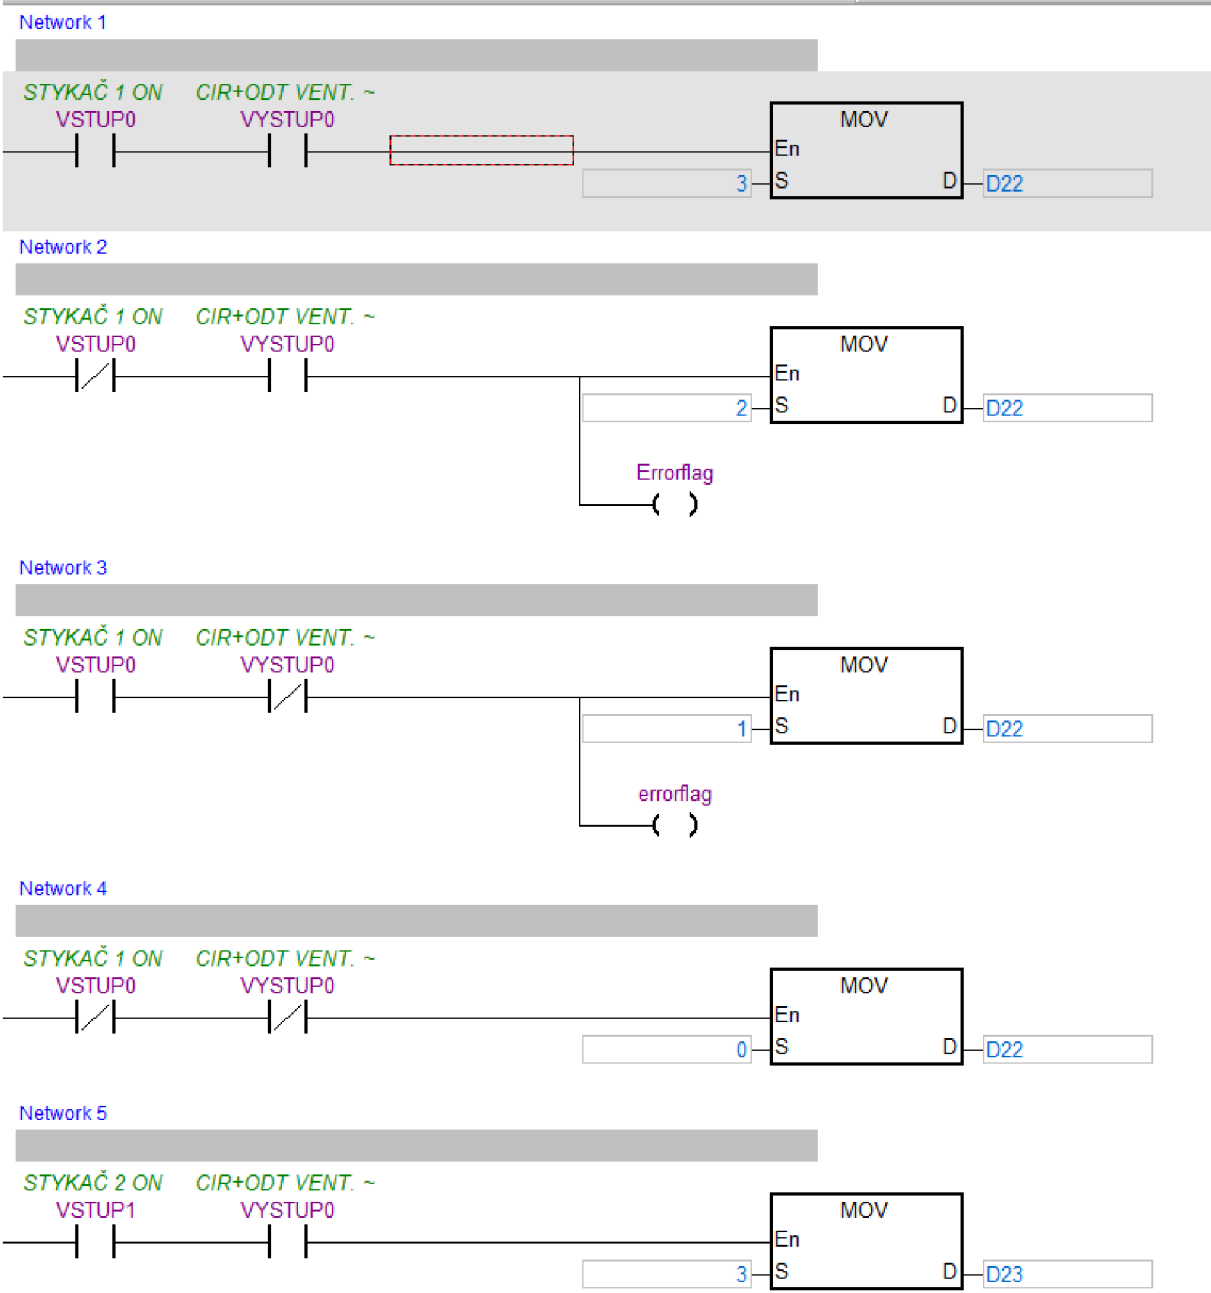 Network 1
STYKAČ 1 ON CIR+ODT VENT. ~
VSTUP0 VYSTUP0 MOV
En
3 S D D22
Network 2
STYKAČ 1 ON CIR+ODT VENT. ~
VSTUP0 VYSTUP0 MOV
En
2 S D D22
Errorflag
Network 3
STYKAČ 1 ON CIR+ODT VENT. ~
VSTUP0 VYSTUP0 MOV
En
1 S D D22
errorflag
Network 4
STYKAČ 1 ON CIR+ODT VENT. ~
VSTUP0 VYSTUP0 MOV
En
0 S D D22
Network 5
STYKAČ 2 ON CIR+ODT VENT. ~
VSTUP1 VYSTUP0 MOV
En
3 S D D23